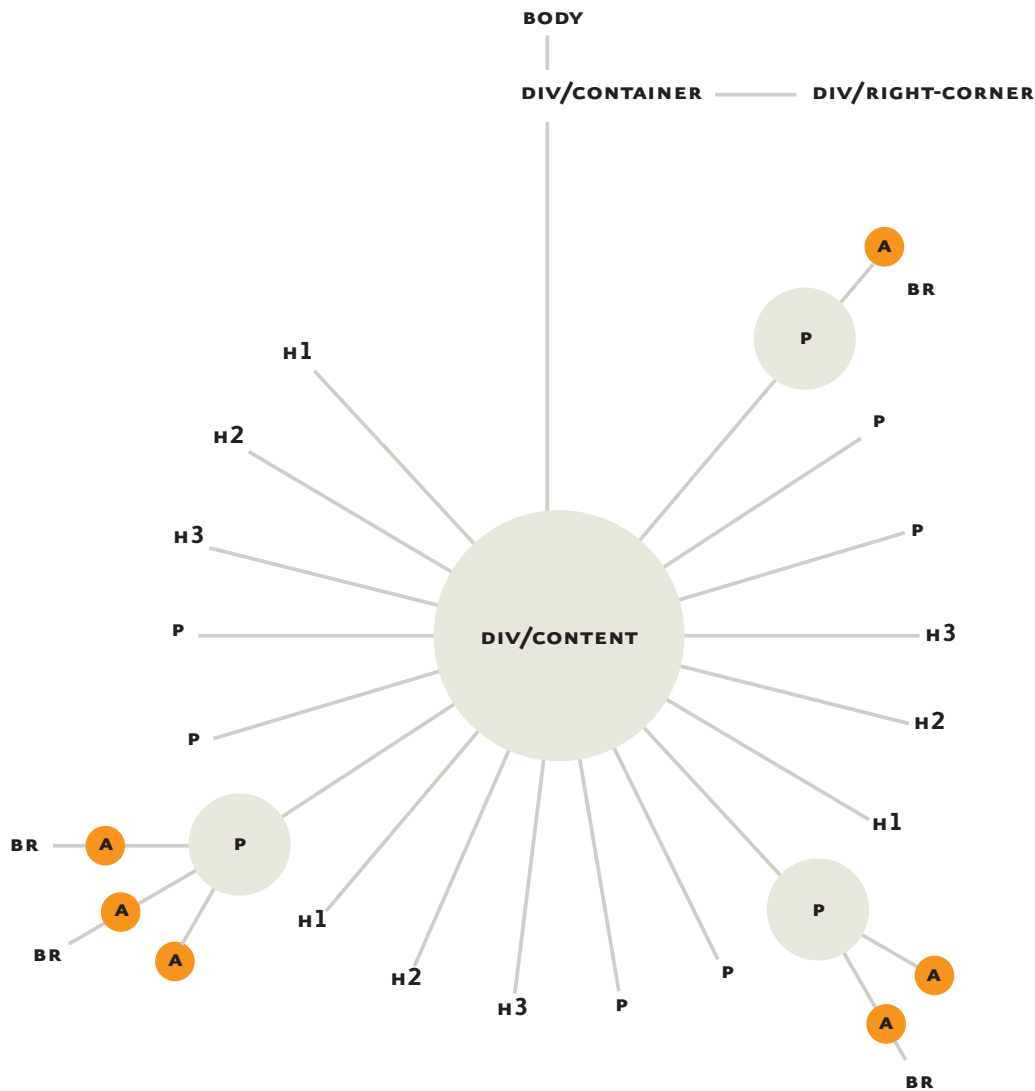 BODY
DIV/CONTAINER DIV/RIGHT-CORNER
A
BR
P
H1
P
H2
P
H3
P
DIV/CONTENT
H3
H2
P
H1
BR A P
P
A
H1
BR
A
H2
H3
P
P
A
A
BR